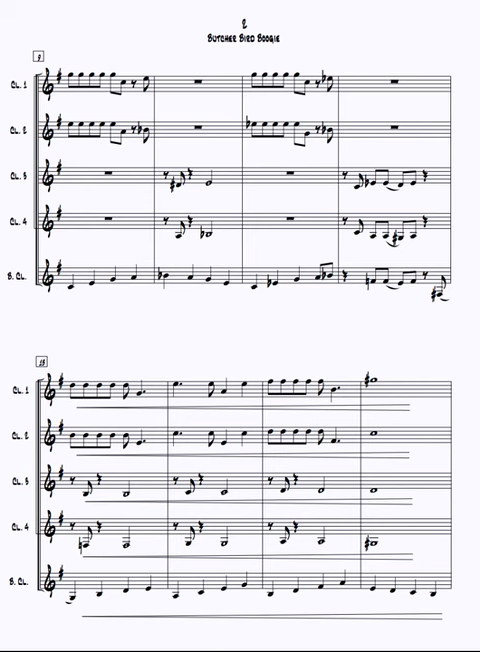 2
Butcher Bird Boogie
9
Cl. 1
Cl. 2
Cl. 3
Cl. 4
B. Cl.
13
Cl. 1
Cl. 2
Cl. 3
Cl. 4
B. Cl.